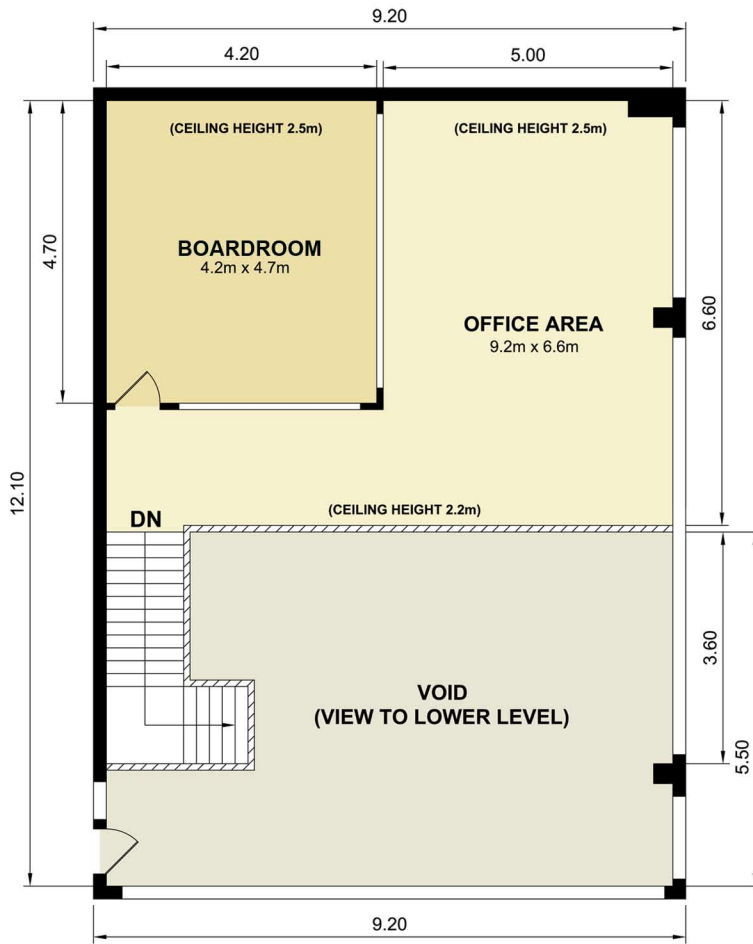 9.20
4.20
5.00
(CEILING HEIGHT 2.5m)
(CEILING HEIGHT 2.5m)
BOARDROOM
4.2m x 4.7m
4.70
OFFICE AREA
9.2m x 6.6m
6.60
12.10
(CEILING HEIGHT 2.2m)
DN
3.60
VOID
(VIEW TO LOWER LEVEL)
5.50
9.20